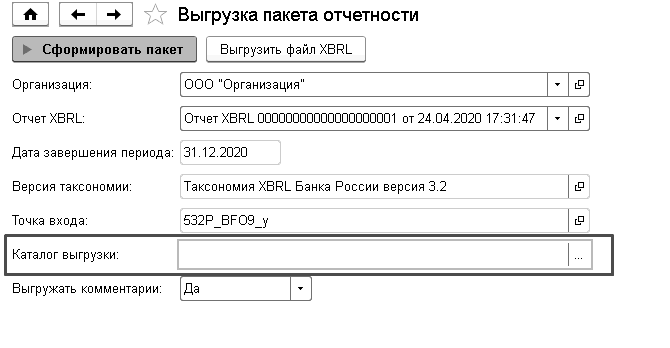 Выгрузка пакета отчетности
Сформировать пакет Выгрузить файл XBRL
Организация: ООО "Организация"
Отчет XBRL: Отчет XBRL 00000000000000000001 от 24.04.2020 17:31:47
Дата завершения периода: 31.12.2020
Версия таксономии: Таксономия XBRL Банка России версия 3.2
Точка входа: 532P_BFO9_y
Каталог выгрузки: ...
Выгружать комментарии: Да